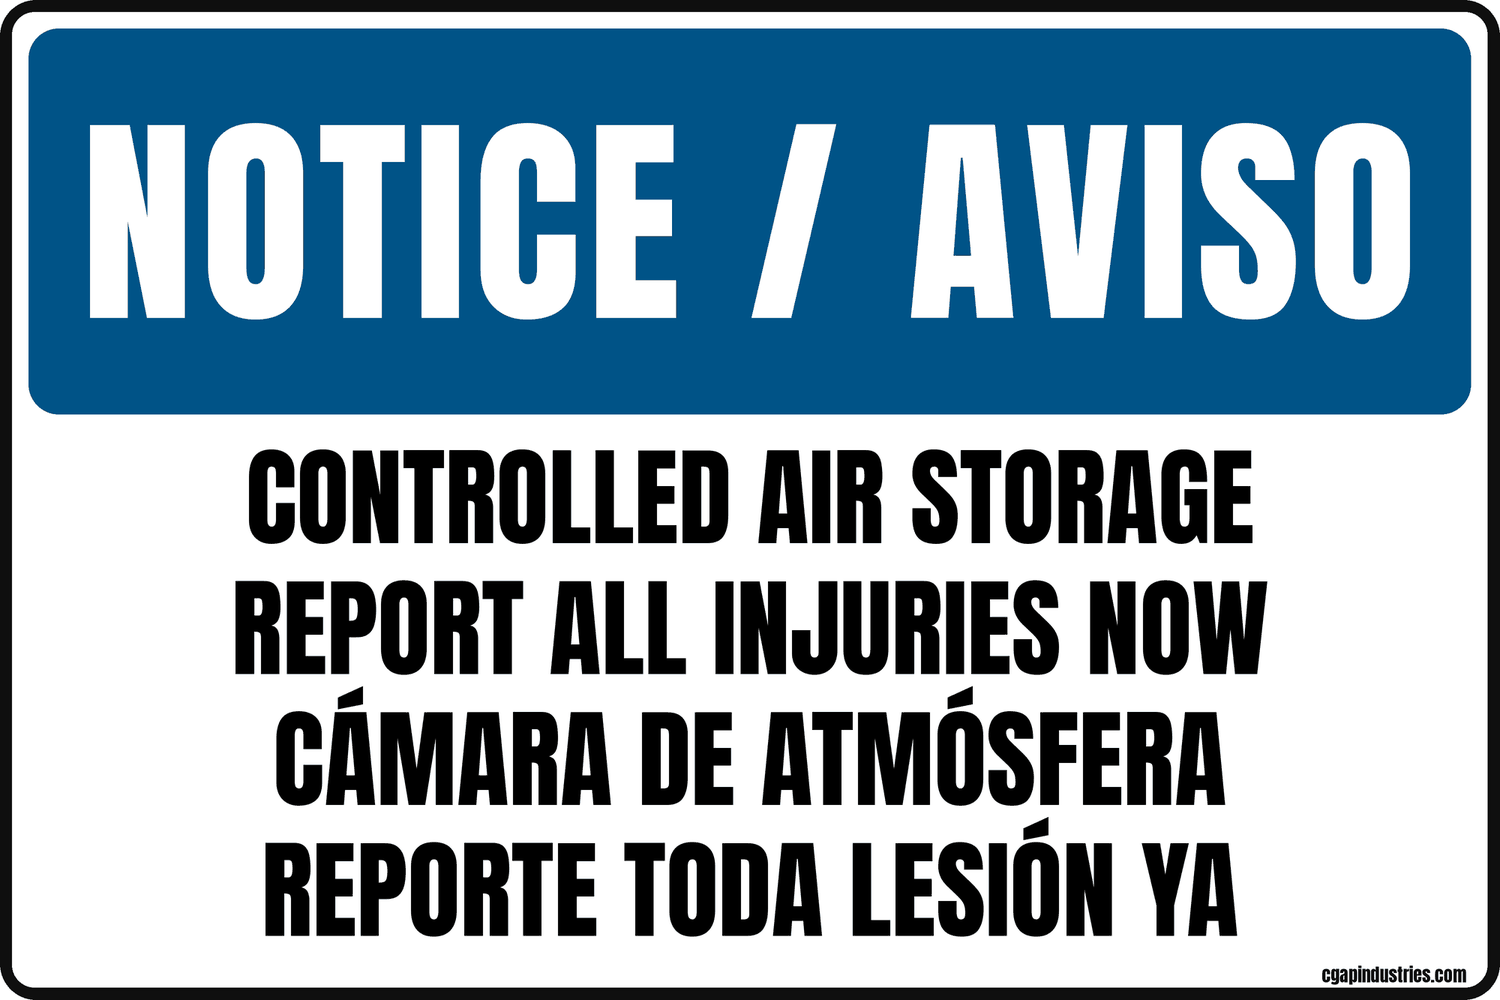 NOTICE / AVISO
CONTROLLED AIR STORAGE
REPORT ALL INJURIES NOW
CÁMARA DE ATMÓSFERA
REPORTE TODA LESIÓN YA
cgapindustries.com